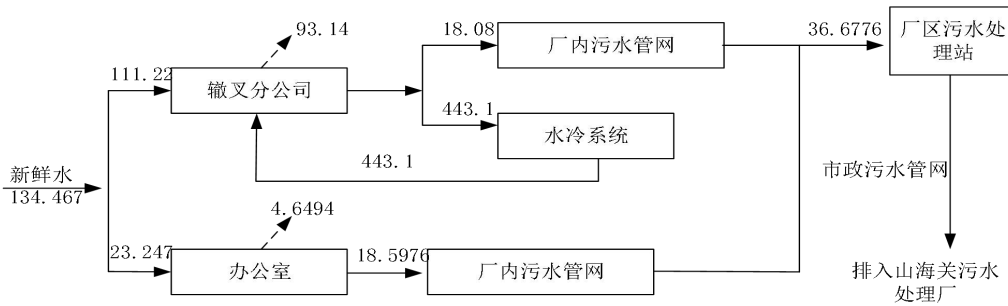 93.14
18.08
厂内污水管网
36.6776
厂区污水处
理站
111.22
辙叉分公司
443.1
水冷系统
443.1
新鲜水
134.467
市政污水管网
4.6494
23.247
办公室
18.5976
厂内污水管网
排入山海关污水
处理厂